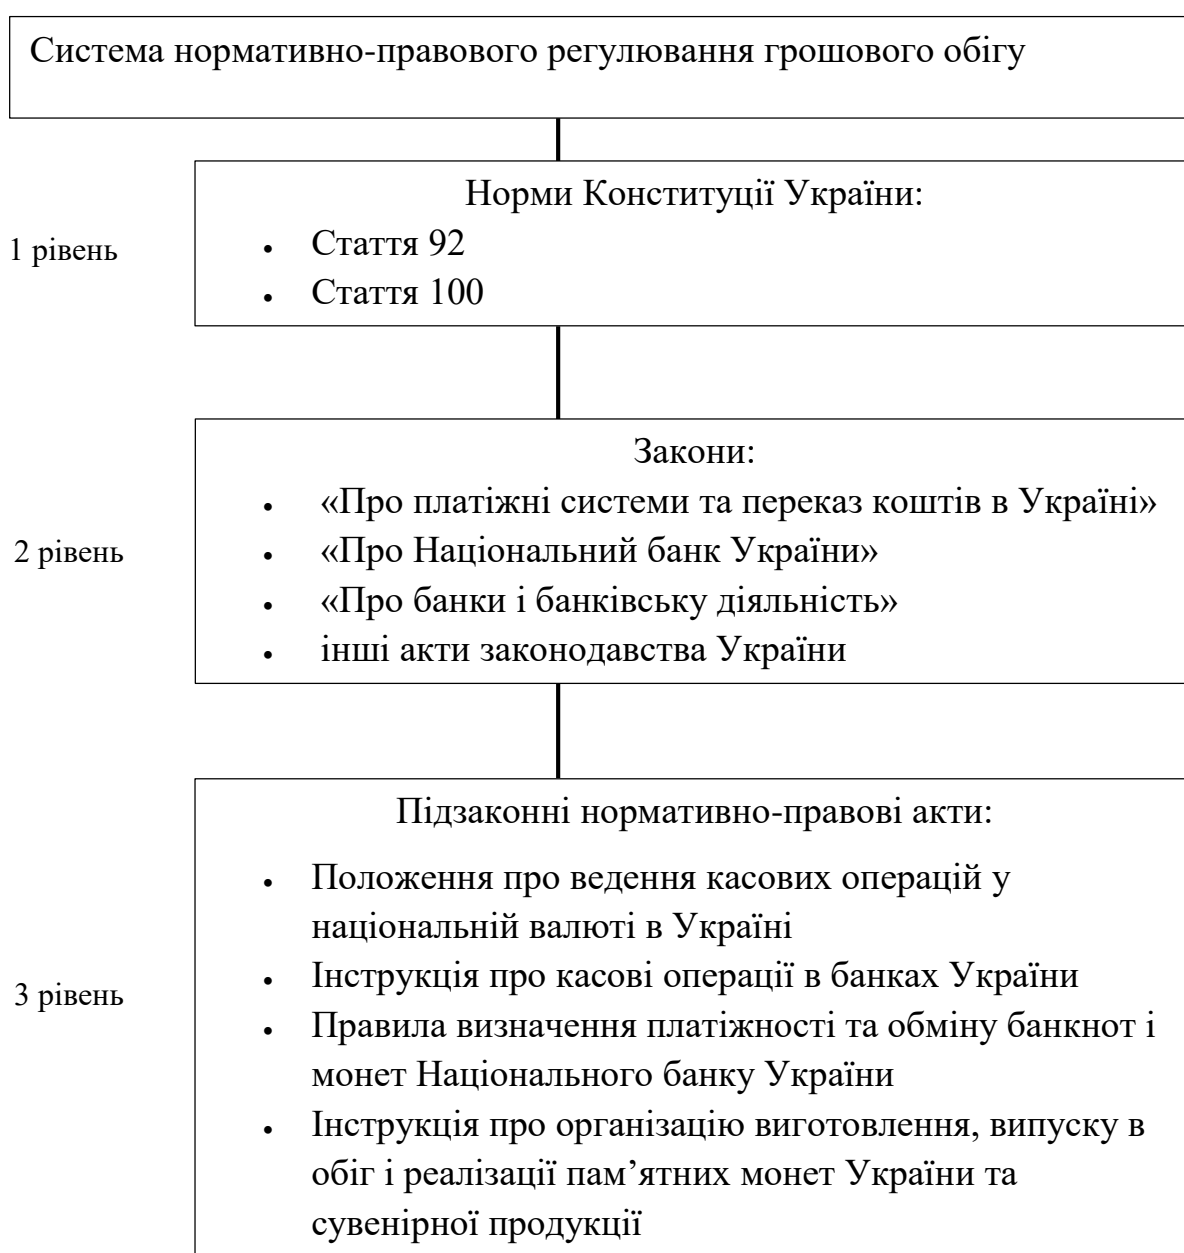 Система нормативно-правового регулювання грошового обігу
Норми Конституції України:
1 рівень
• Стаття 92
• Стаття 100
Закони:
• «Про платіжні системи та переказ коштів в Україні»
2 рівень
• «Про Національний банк України»
• «Про банки і банківську діяльність»
• інші акти законодавства України
Підзаконні нормативно-правові акти:
• Положення про ведення касових операцій у
національній валюті в Україні
3 рівень
• Інструкція про касові операції в банках України
• Правила визначення платіжності та обміну банкнот і
монет Національного банку України
• Інструкція про організацію виготовлення, випуску в
обіг і реалізації пам’ятних монет України та
сувенірної продукції